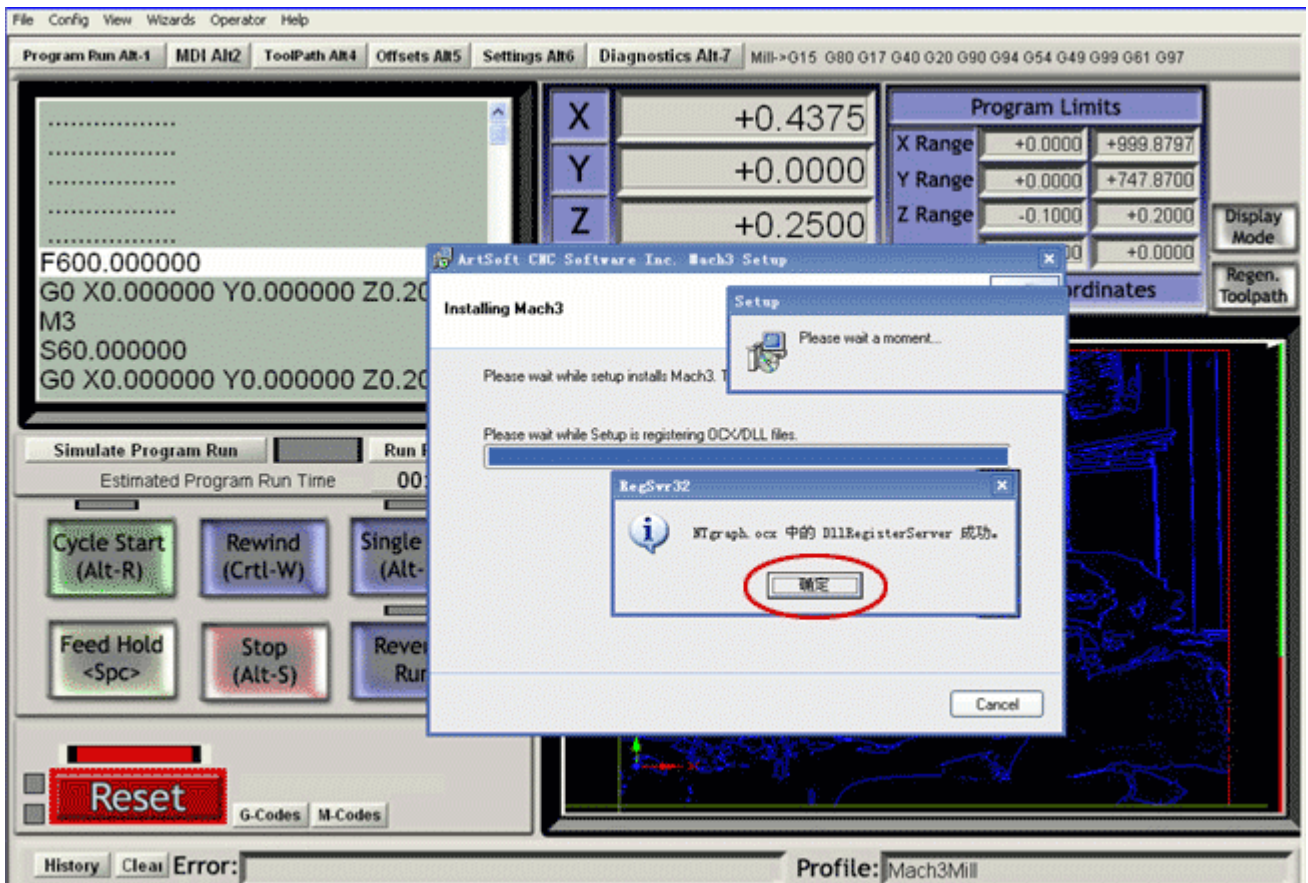 File Config View Wizards Operator Help
Program Run Alt-1 MDI Alt2 ToolPath Alt4 Offsets Alt5 Settings Alt6 Diagnostics Alt-7 Mill->G15 G80 G17 G40 G20 G90 G94 G54 G49 G99 G61 G97
................
................
................
................
................
F600.000000
G0 X0.000000 Y0.000000 Z0.20
M3
S60.000000
G0 X0.000000 Y0.000000 Z0.20
X +0.4375
Y +0.0000
Z +0.2500
Program Limits
X Range +0.0000 +999.8797
Y Range +0.0000 +747.8700
Z Range -0.1000 +0.2000
+0.0000
Display
Mode
Regen.
Toolpath
ArtSoft CNC Software Inc. Mach3 Setup
Installing Mach3
Please wait while setup installs Mach3.
Please wait while Setup is registering OCX/DLL files.
Setup
Please wait a moment...
RegSvr32
NTgraph.ocx 中的 DllRegisterServer 成功。
确定
Cancel
Simulate Program Run
Estimated Program Run Time 00:
Cycle Start
(Alt-R)
Rewind
(Crtl-W)
Single
(Alt-
Feed Hold
<Spc>
Stop
(Alt-S)
Reset
G-Codes M-Codes
History Clear Error:
Profile: Mach3Mill